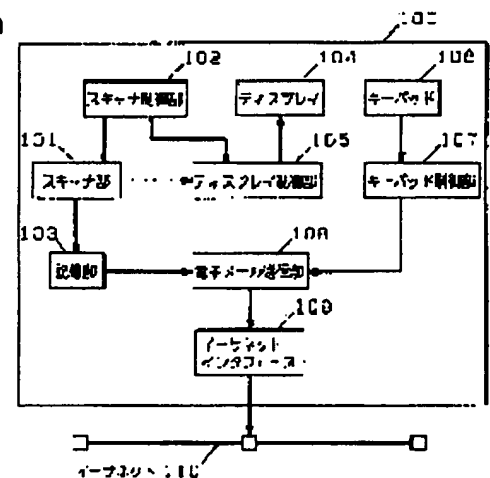 100
102
104
106
スキャナ制御部
ディスプレイ
キーパッド
101
105
107
スキャナ部
ディスプレイ制御部
キーパッド制御部
103
108
記憶部
電子メール送信部
109
イーサネット
インタフェース
イーサネット 110